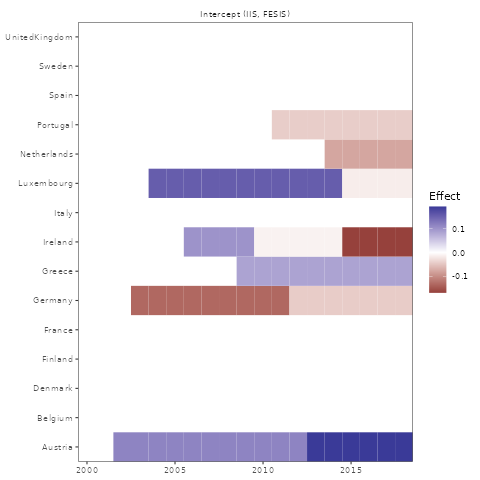 Intercept (IIS, FESIS)
UnitedKingdom
Sweden
Spain
Portugal
Netherlands
Luxembourg
Italy
Ireland
Greece
Germany
France
Finland
Denmark
Belgium
Austria
2000 2005 2010 2015
Effect
0.1
0.0
-0.1